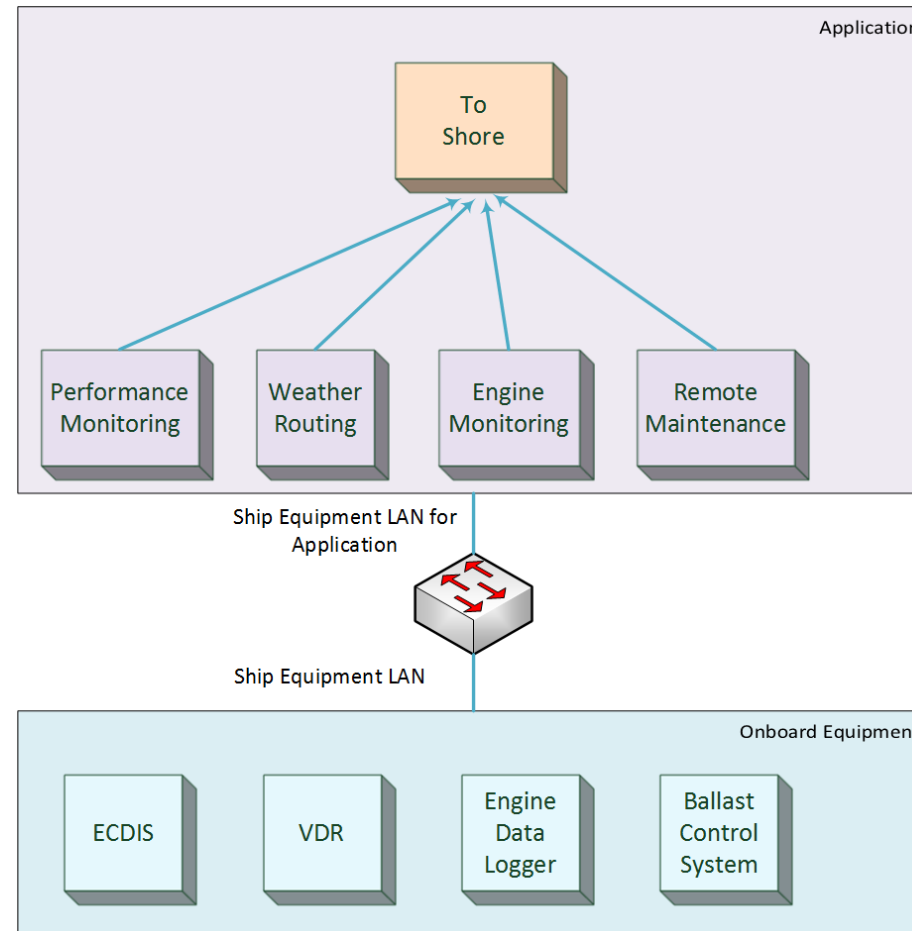 Application
To
Shore
Performance
Monitoring
Weather
Routing
Engine
Monitoring
Remote
Maintenance
Ship Equipment LAN for
Application
Ship Equipment LAN
Onboard Equipmen
ECDIS
VDR
Engine
Data
Logger
Ballast
Control
System